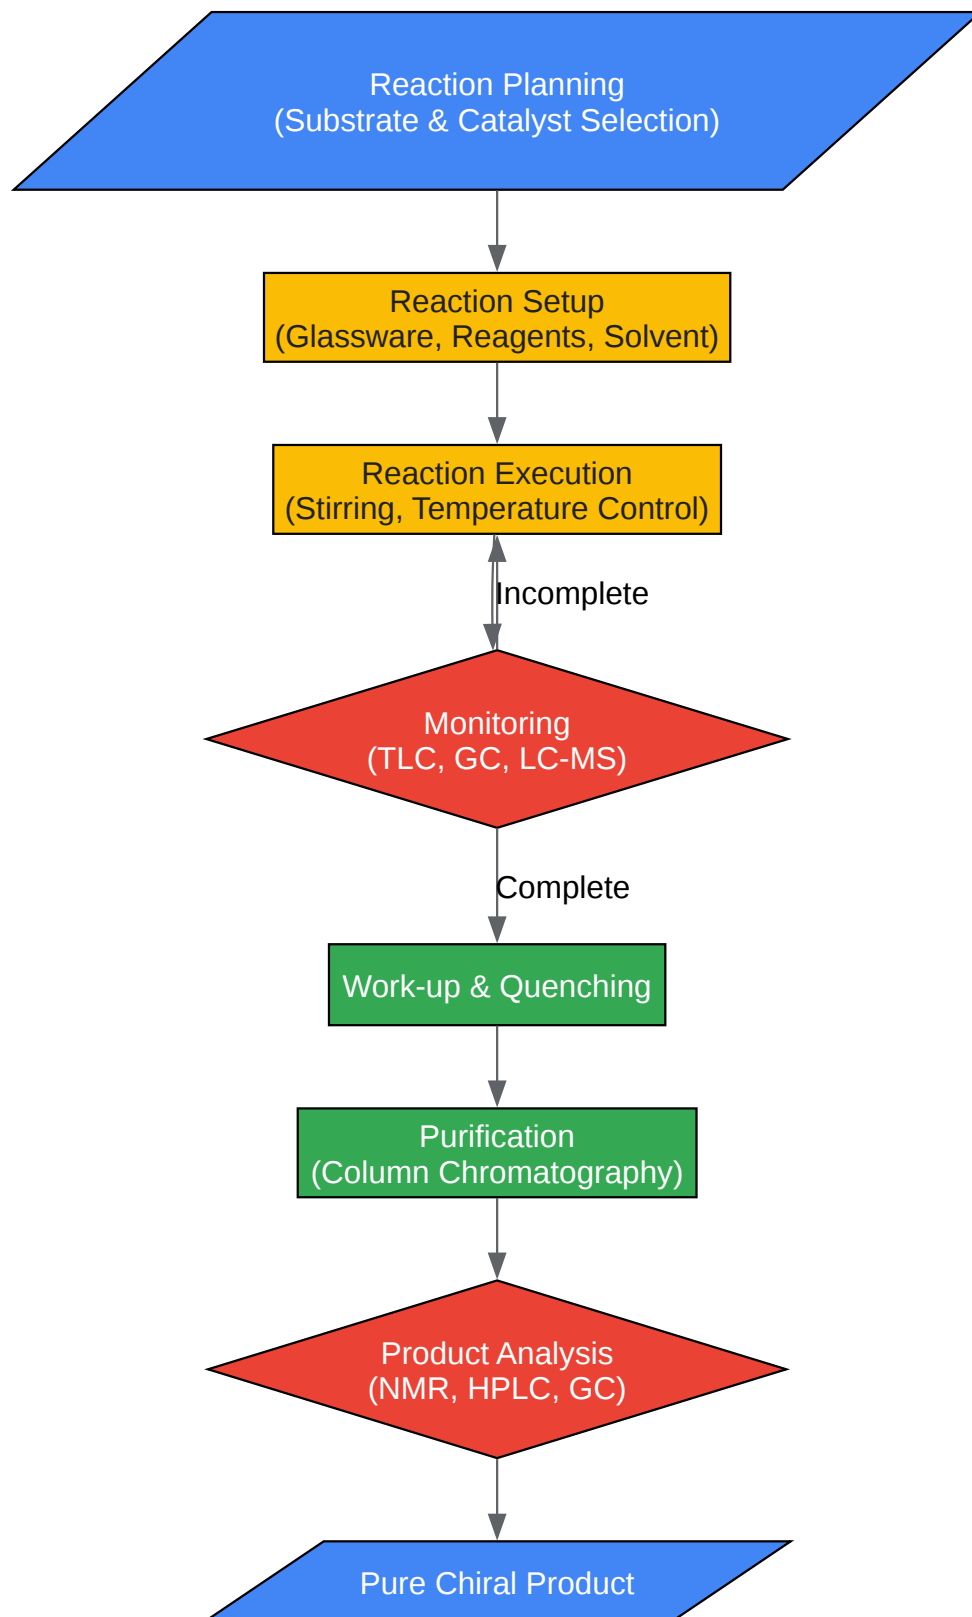 Reaction Planning
(Substrate & Catalyst Selection)
Reaction Setup
(Glassware, Reagents, Solvent)
Reaction Execution
(Stirring, Temperature Control)
Incomplete
Monitoring
(TLC, GC, LC-MS)
Complete
Work-up & Quenching
Purification
(Column Chromatography)
Product Analysis
(NMR, HPLC, GC)
Pure Chiral Product